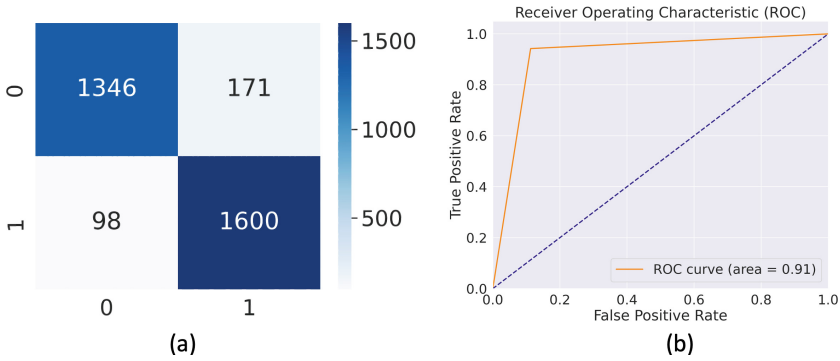 0
1346
171
1
98
1600
0
1
1500
1000
500
(a)
Receiver Operating Characteristic (ROC)
True Positive Rate
1.0
0.8
0.6
0.4
0.2
0.0
ROC curve (area = 0.91)
0.0 0.2 0.4 0.6 0.8 1.0
False Positive Rate
(b)